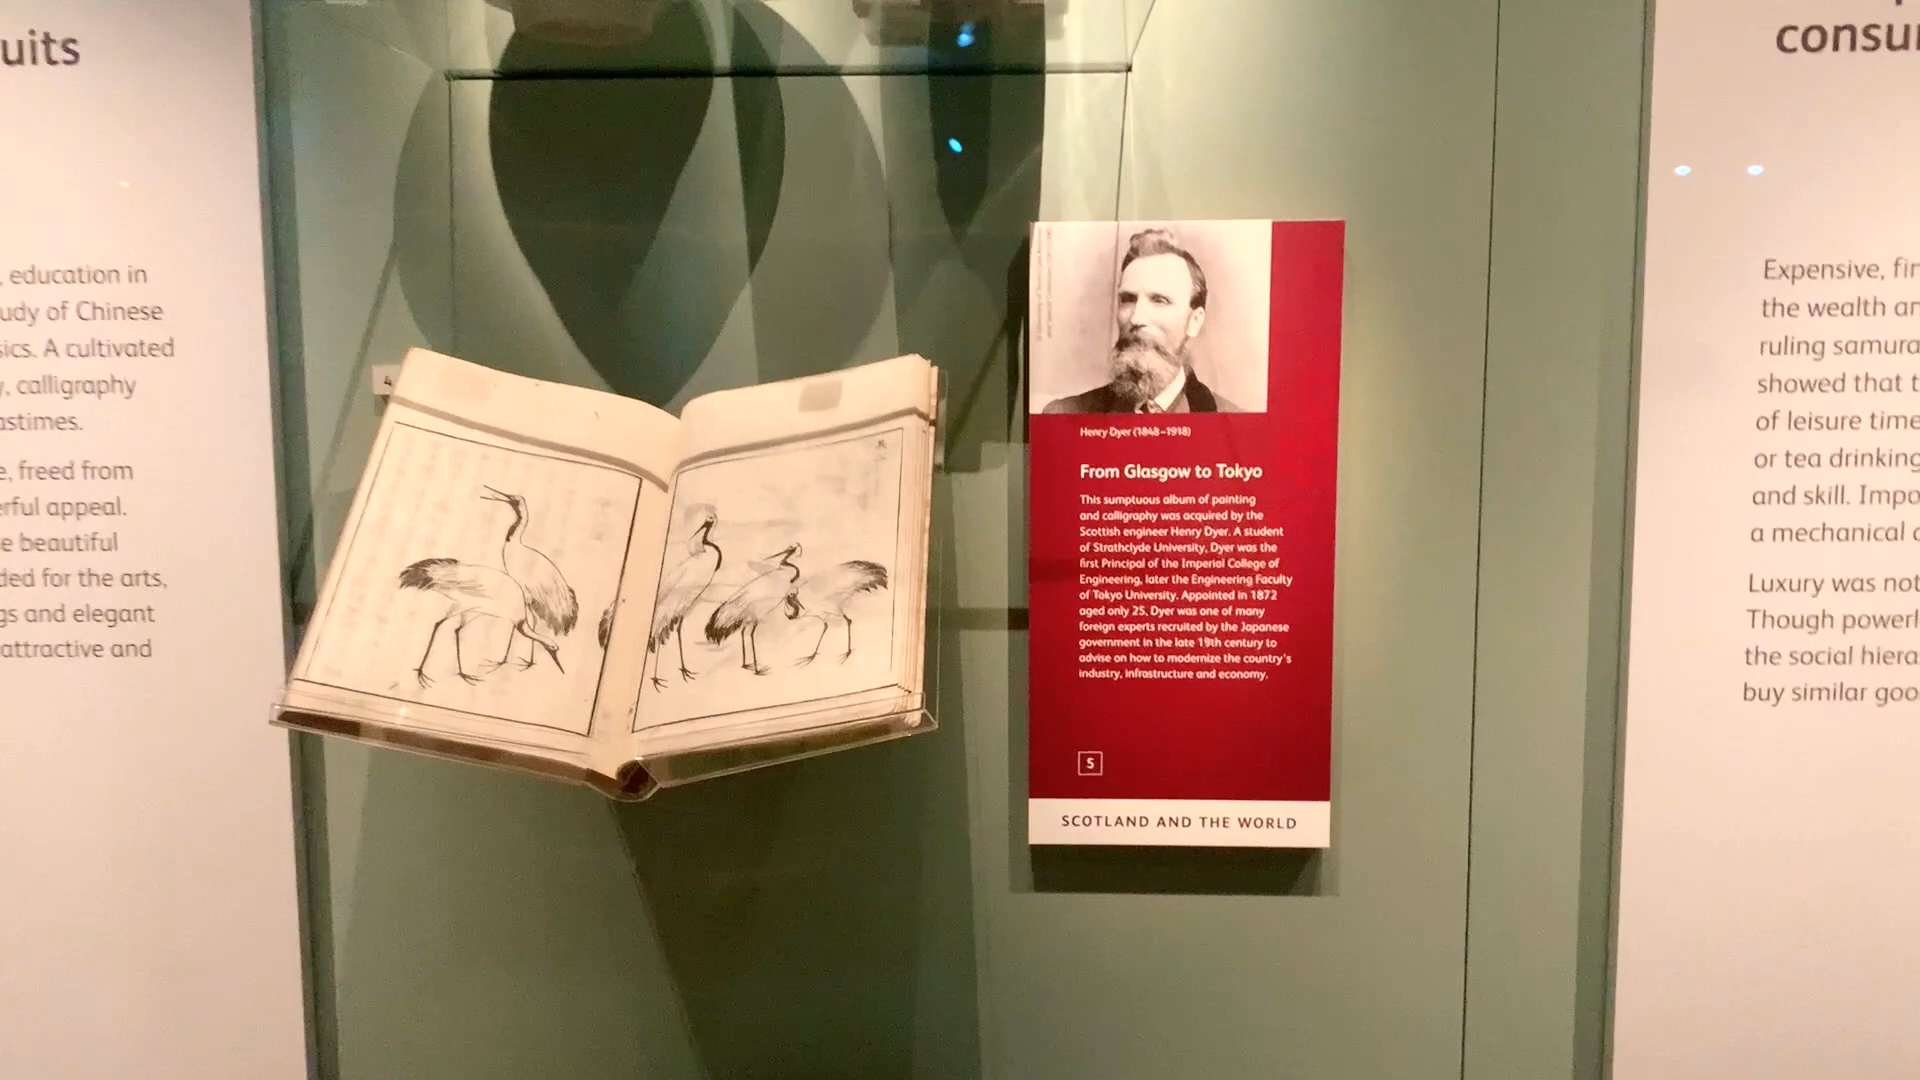 uits
, education in
udy of Chinese
sics. A cultivated
y, calligraphy
astimes.
e, freed from
erful appeal.
e beautiful
ded for the arts,
gs and elegant
attractive and
4
Henry Dyer (1848–1918)
From Glasgow to Tokyo
This sumptuous album of painting
and calligraphy was acquired by the
Scottish engineer Henry Dyer. A student
of Strathclyde University, Dyer was the
first Principal of the Imperial College of
Engineering, later the Engineering Faculty
of Tokyo University. Appointed in 1872
aged only 25, Dyer was one of many
foreign experts recruited by the Japanese
government in the late 19th century to
advise on how to modernize the country's
industry, infrastructure and economy.
5
SCOTLAND AND THE WORLD
consu
Expensive, fin
the wealth an
ruling samura
showed that t
of leisure time
or tea drinking
and skill. Impo
a mechanical c
Luxury was not
Though powerl
the social hiera
buy similar goo